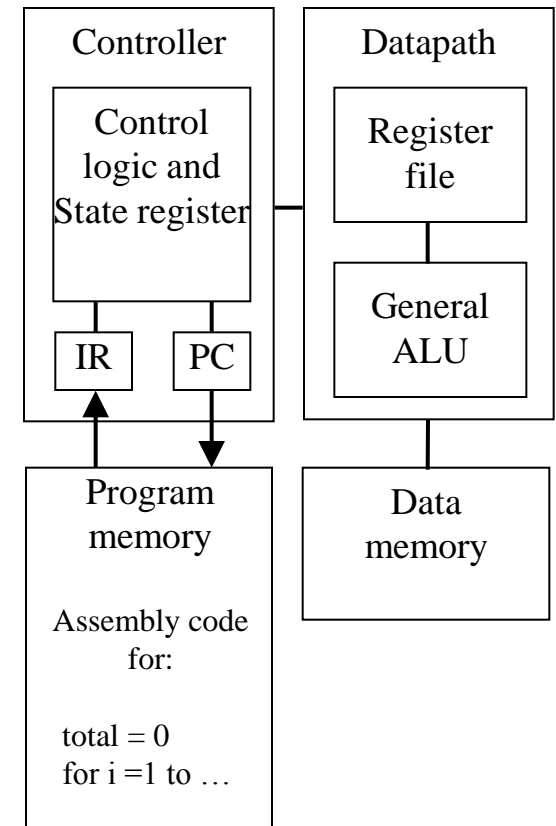 Controller
Control
logic and
State register
IR
PC
Datapath
Register
file
General
ALU
Program
memory
Assembly code
for:
total = 0
for i =1 to …
Data
memory